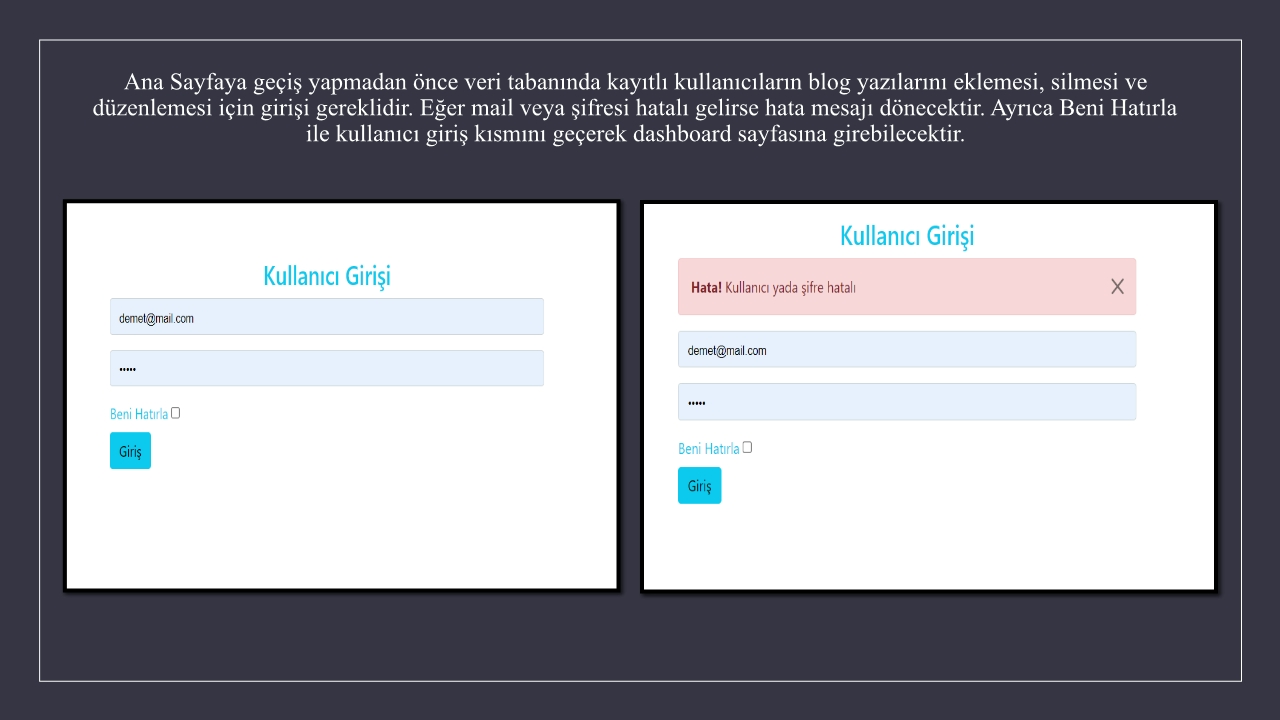 Ana Sayfaya geçiş yapmadan önce veri tabanında kayıtlı kullanıcıların blog yazılarını eklemesi, silmesi ve
düzenlemesi için girişi gereklidir. Eğer mail veya şifresi hatalı gelirse hata mesajı dönecektir. Ayrıca Beni Hatırla
ile kullanıcı giriş kısmını geçerek dashboard sayfasına girebilecektir.
Kullanıcı Girişi
demet@mail.com
•••••
Beni Hatırla
Giriş
Kullanıcı Girişi
Hata! Kullanıcı yada şifre hatalı
demet@mail.com
•••••
Beni Hatırla
Giriş